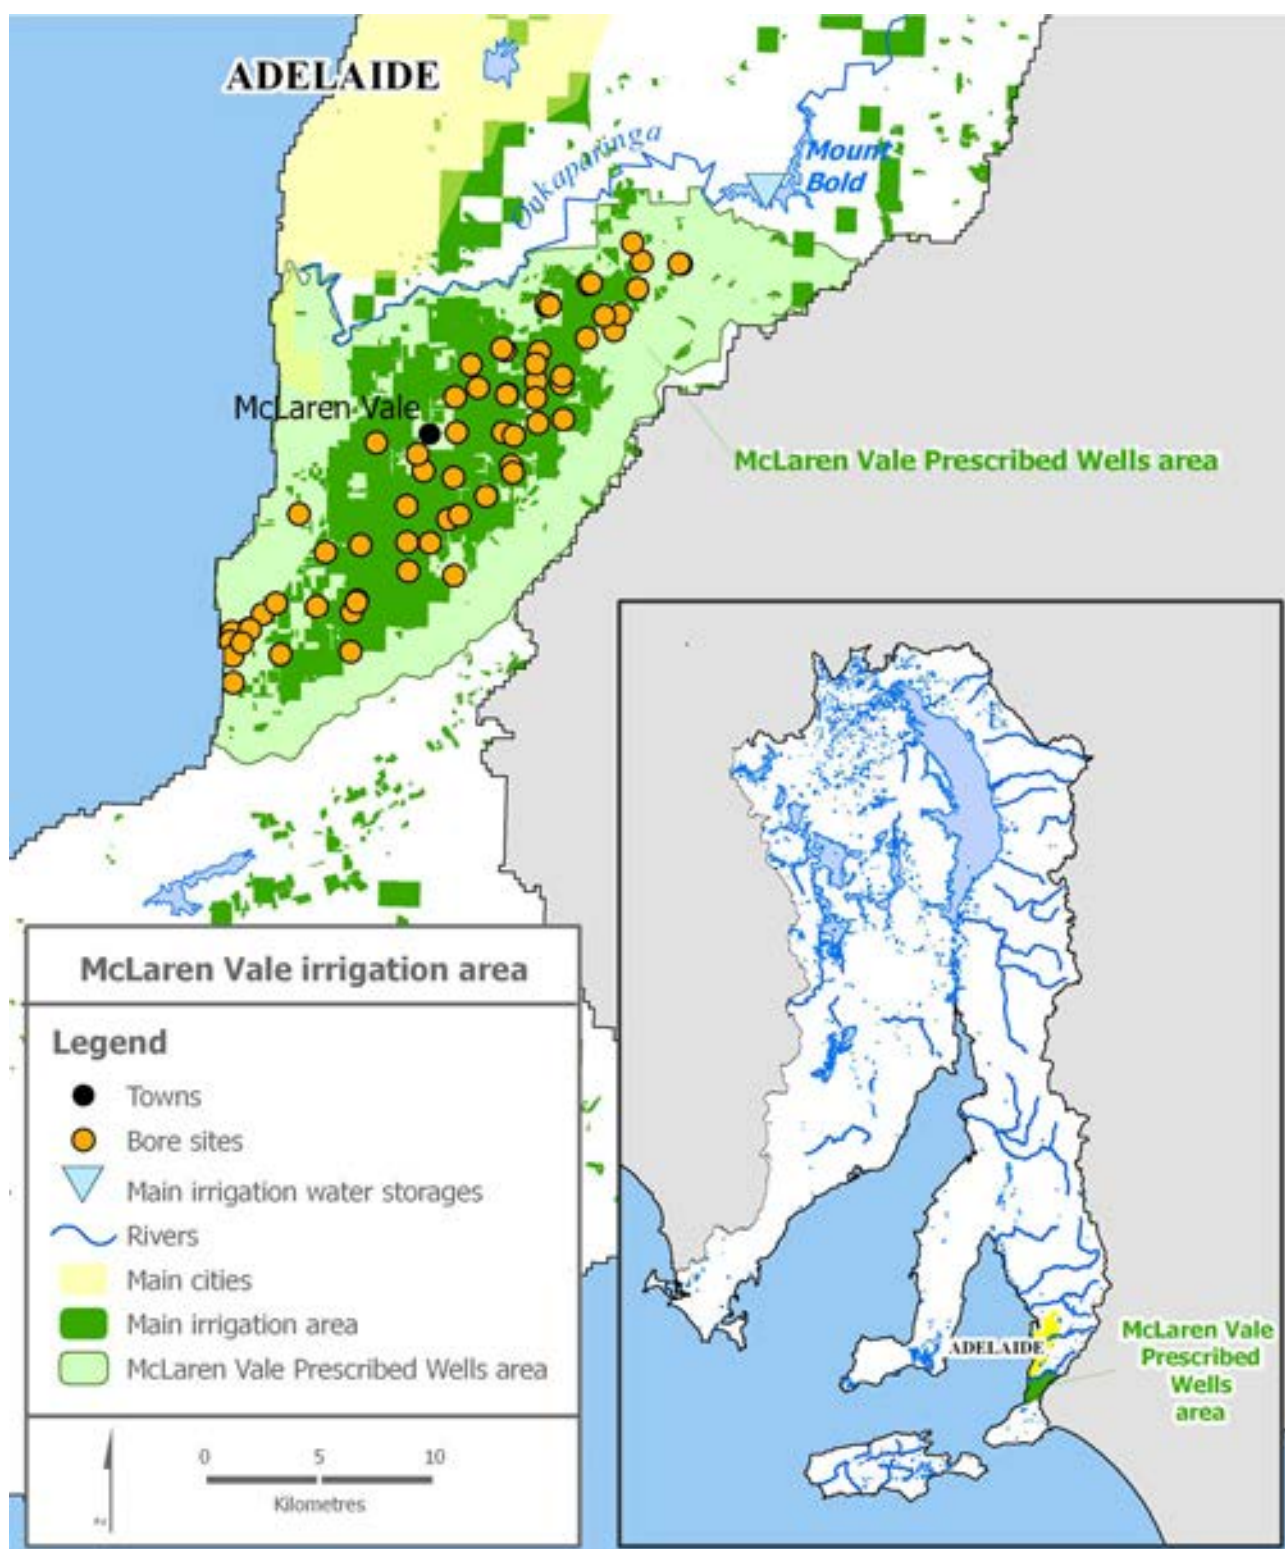 ADELAIDE
Onkaparinga
Mount
Bold
McLaren Vale
McLaren Vale Prescribed Wells area
McLaren Vale irrigation area
Legend
Towns
Bore sites
Main irrigation water storages
Rivers
Main cities
Main irrigation area
McLaren Vale Prescribed Wells area
0 5 10
Kilometres
N
ADELAIDE
McLaren Vale
Prescribed
Wells
area